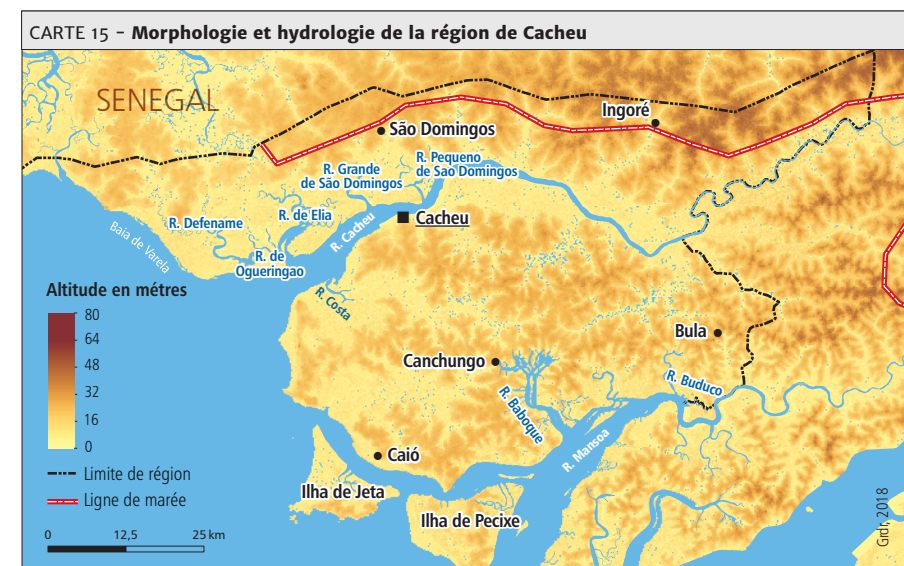 CARTE 15 – Morphologie et hydrologie de la région de Cacheu
SENEGAL
Ingoré
São Domingos
R. Pequeno
de Sao Domingos
R. Grande
de São Domingos
R. Defename
R. de Elia
R. Cacheu
Cacheu
Baia de Varela
R. de
Ogueringao
R. Costa
Altitude en métres
80
64
48
32
16
0
Bula
Canchungo
R. Baboque
R. Buduco
R. Mansoa
Caió
Ilha de Jeta
Ilha de Pecixe
Limite de région
Ligne de marée
0 12,5 25 km
Grdr, 2018